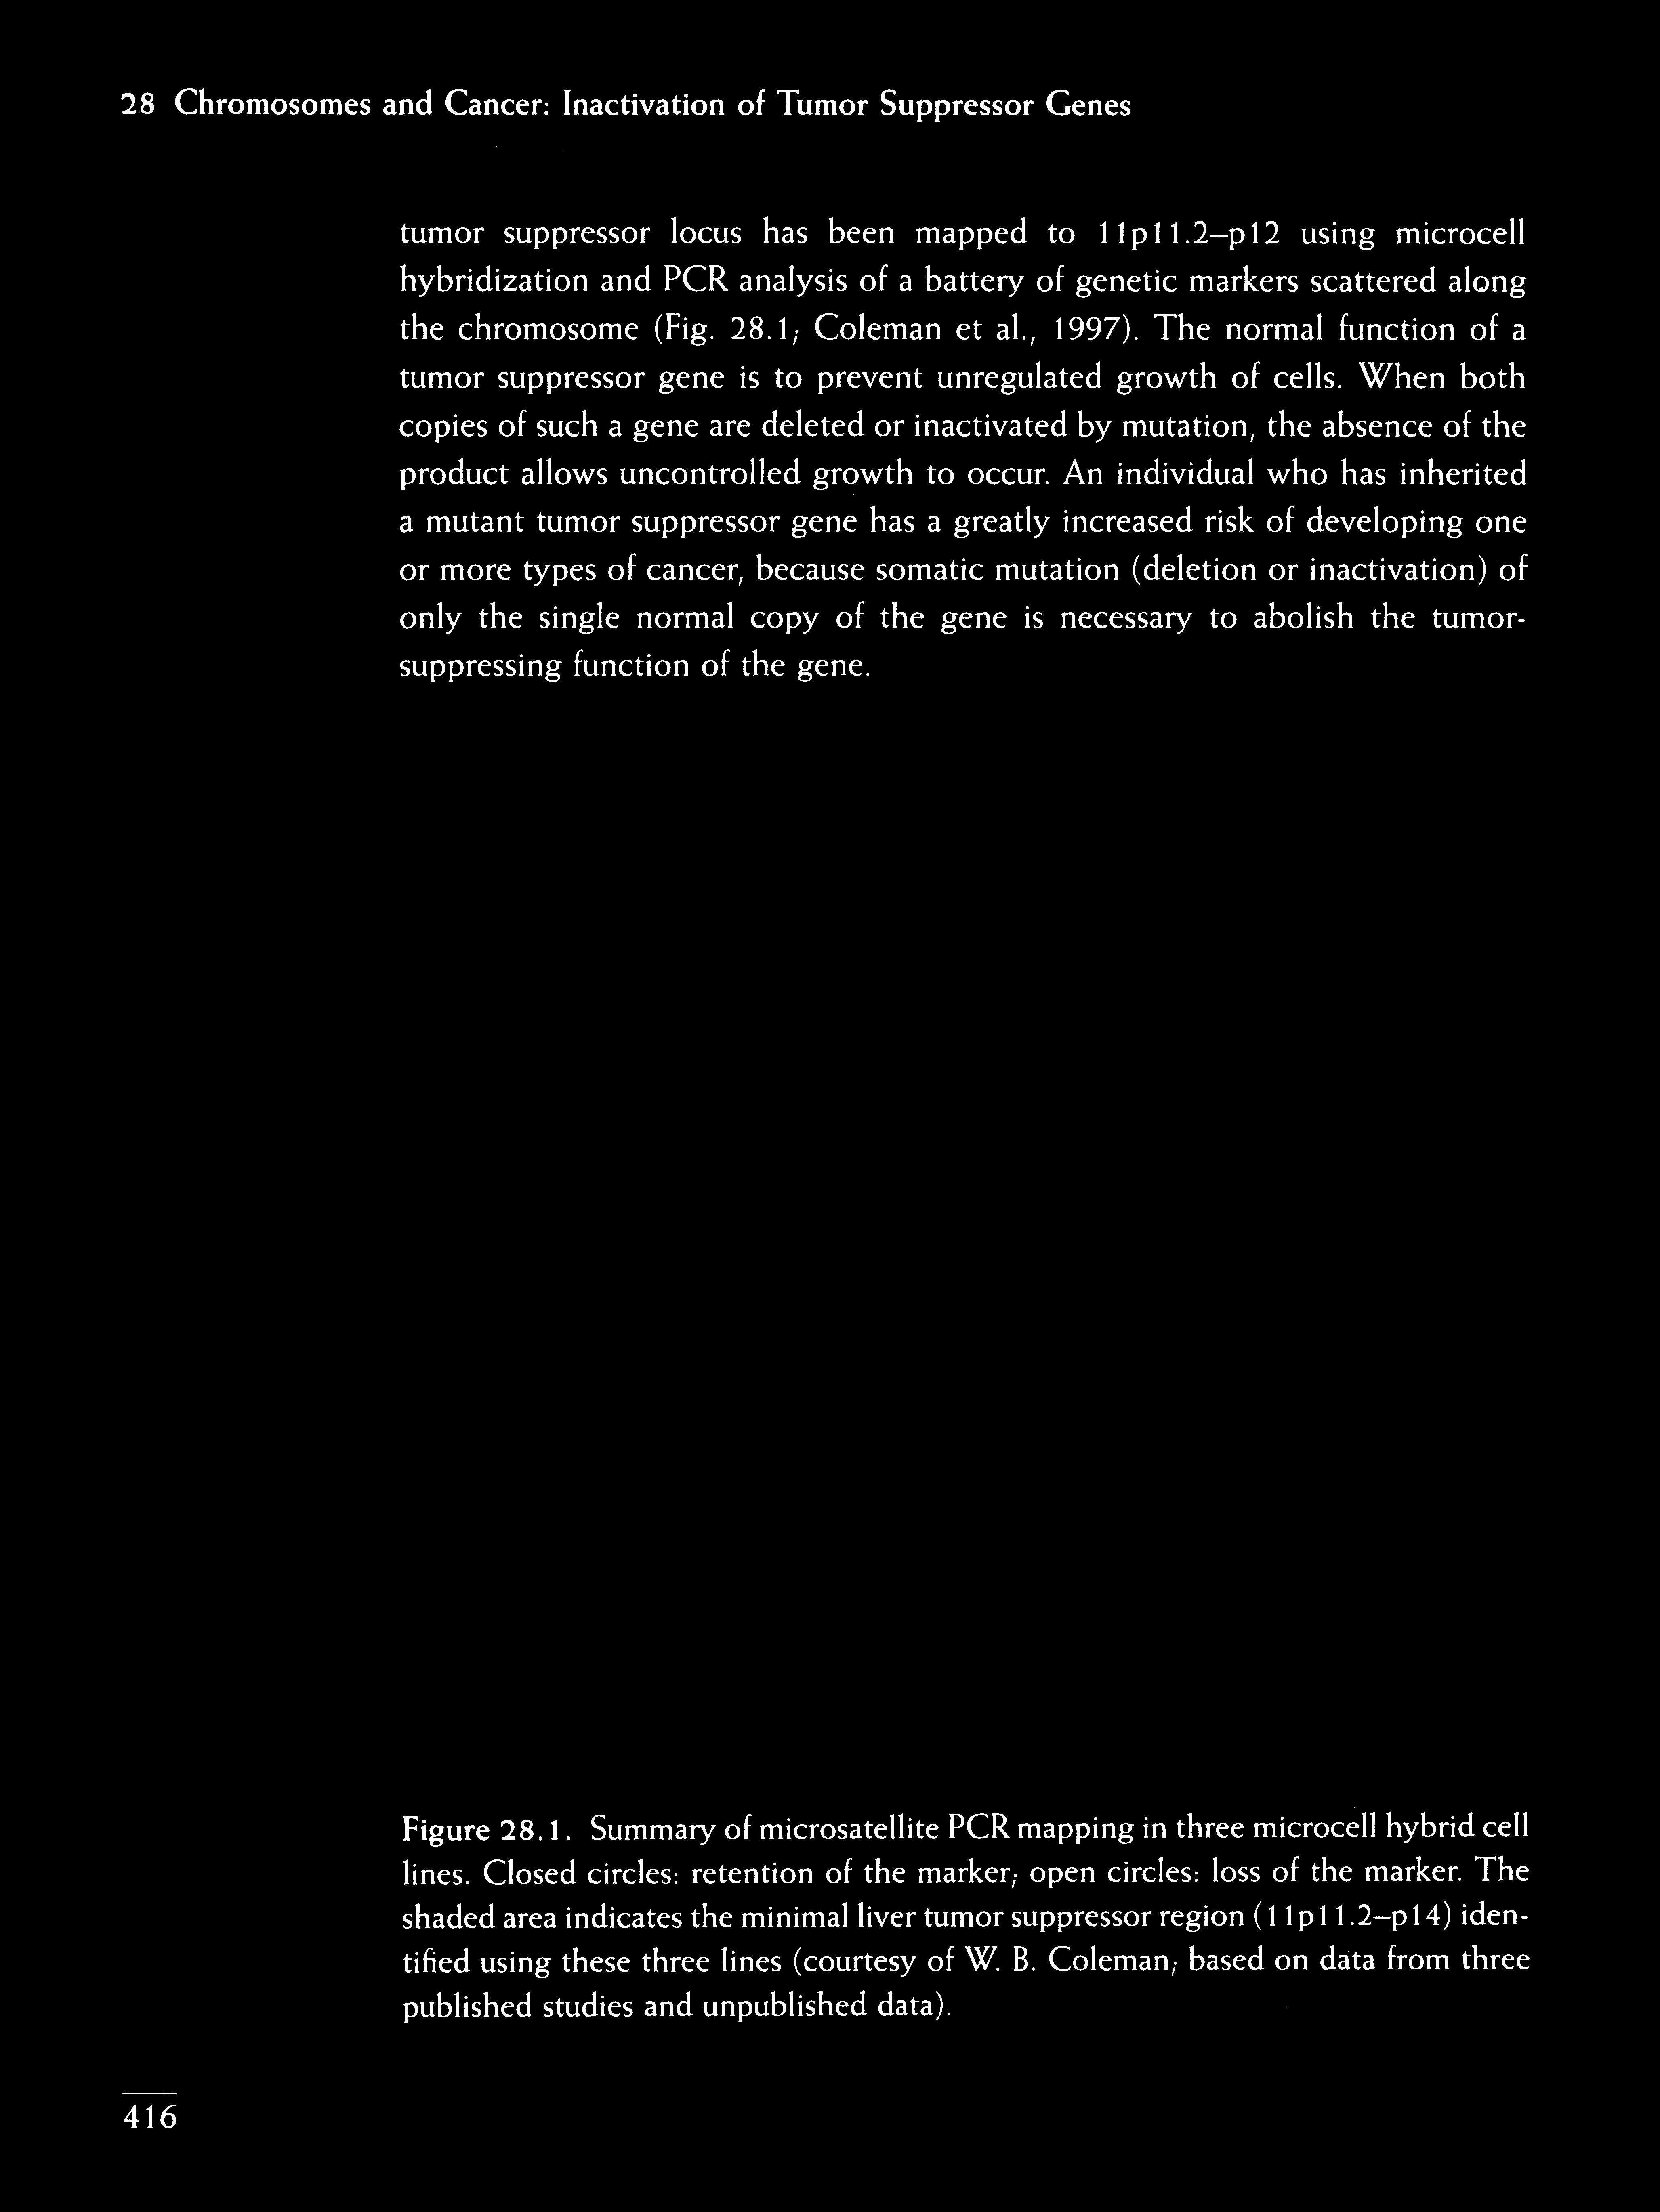 28 Chromosomes and Cancer: Inactivation of Tumor Suppressor Genes
tumor suppressor locus has been mapped to 11p11.2–p12 using microcell
hybridization and PCR analysis of a battery of genetic markers scattered along
the chromosome (Fig. 28.1; Coleman et al., 1997). The normal function of a
tumor suppressor gene is to prevent unregulated growth of cells. When both
copies of such a gene are deleted or inactivated by mutation, the absence of the
product allows uncontrolled growth to occur. An individual who has inherited
a mutant tumor suppressor gene has a greatly increased risk of developing one
or more types of cancer, because somatic mutation (deletion or inactivation) of
only the single normal copy of the gene is necessary to abolish the tumor-
suppressing function of the gene.
Figure 28.1. Summary of microsatellite PCR mapping in three microcell hybrid cell
lines. Closed circles: retention of the marker; open circles: loss of the marker. The
shaded area indicates the minimal liver tumor suppressor region (11p11.2–p14) iden-
tified using these three lines (courtesy of W. B. Coleman; based on data from three
published studies and unpublished data).
416